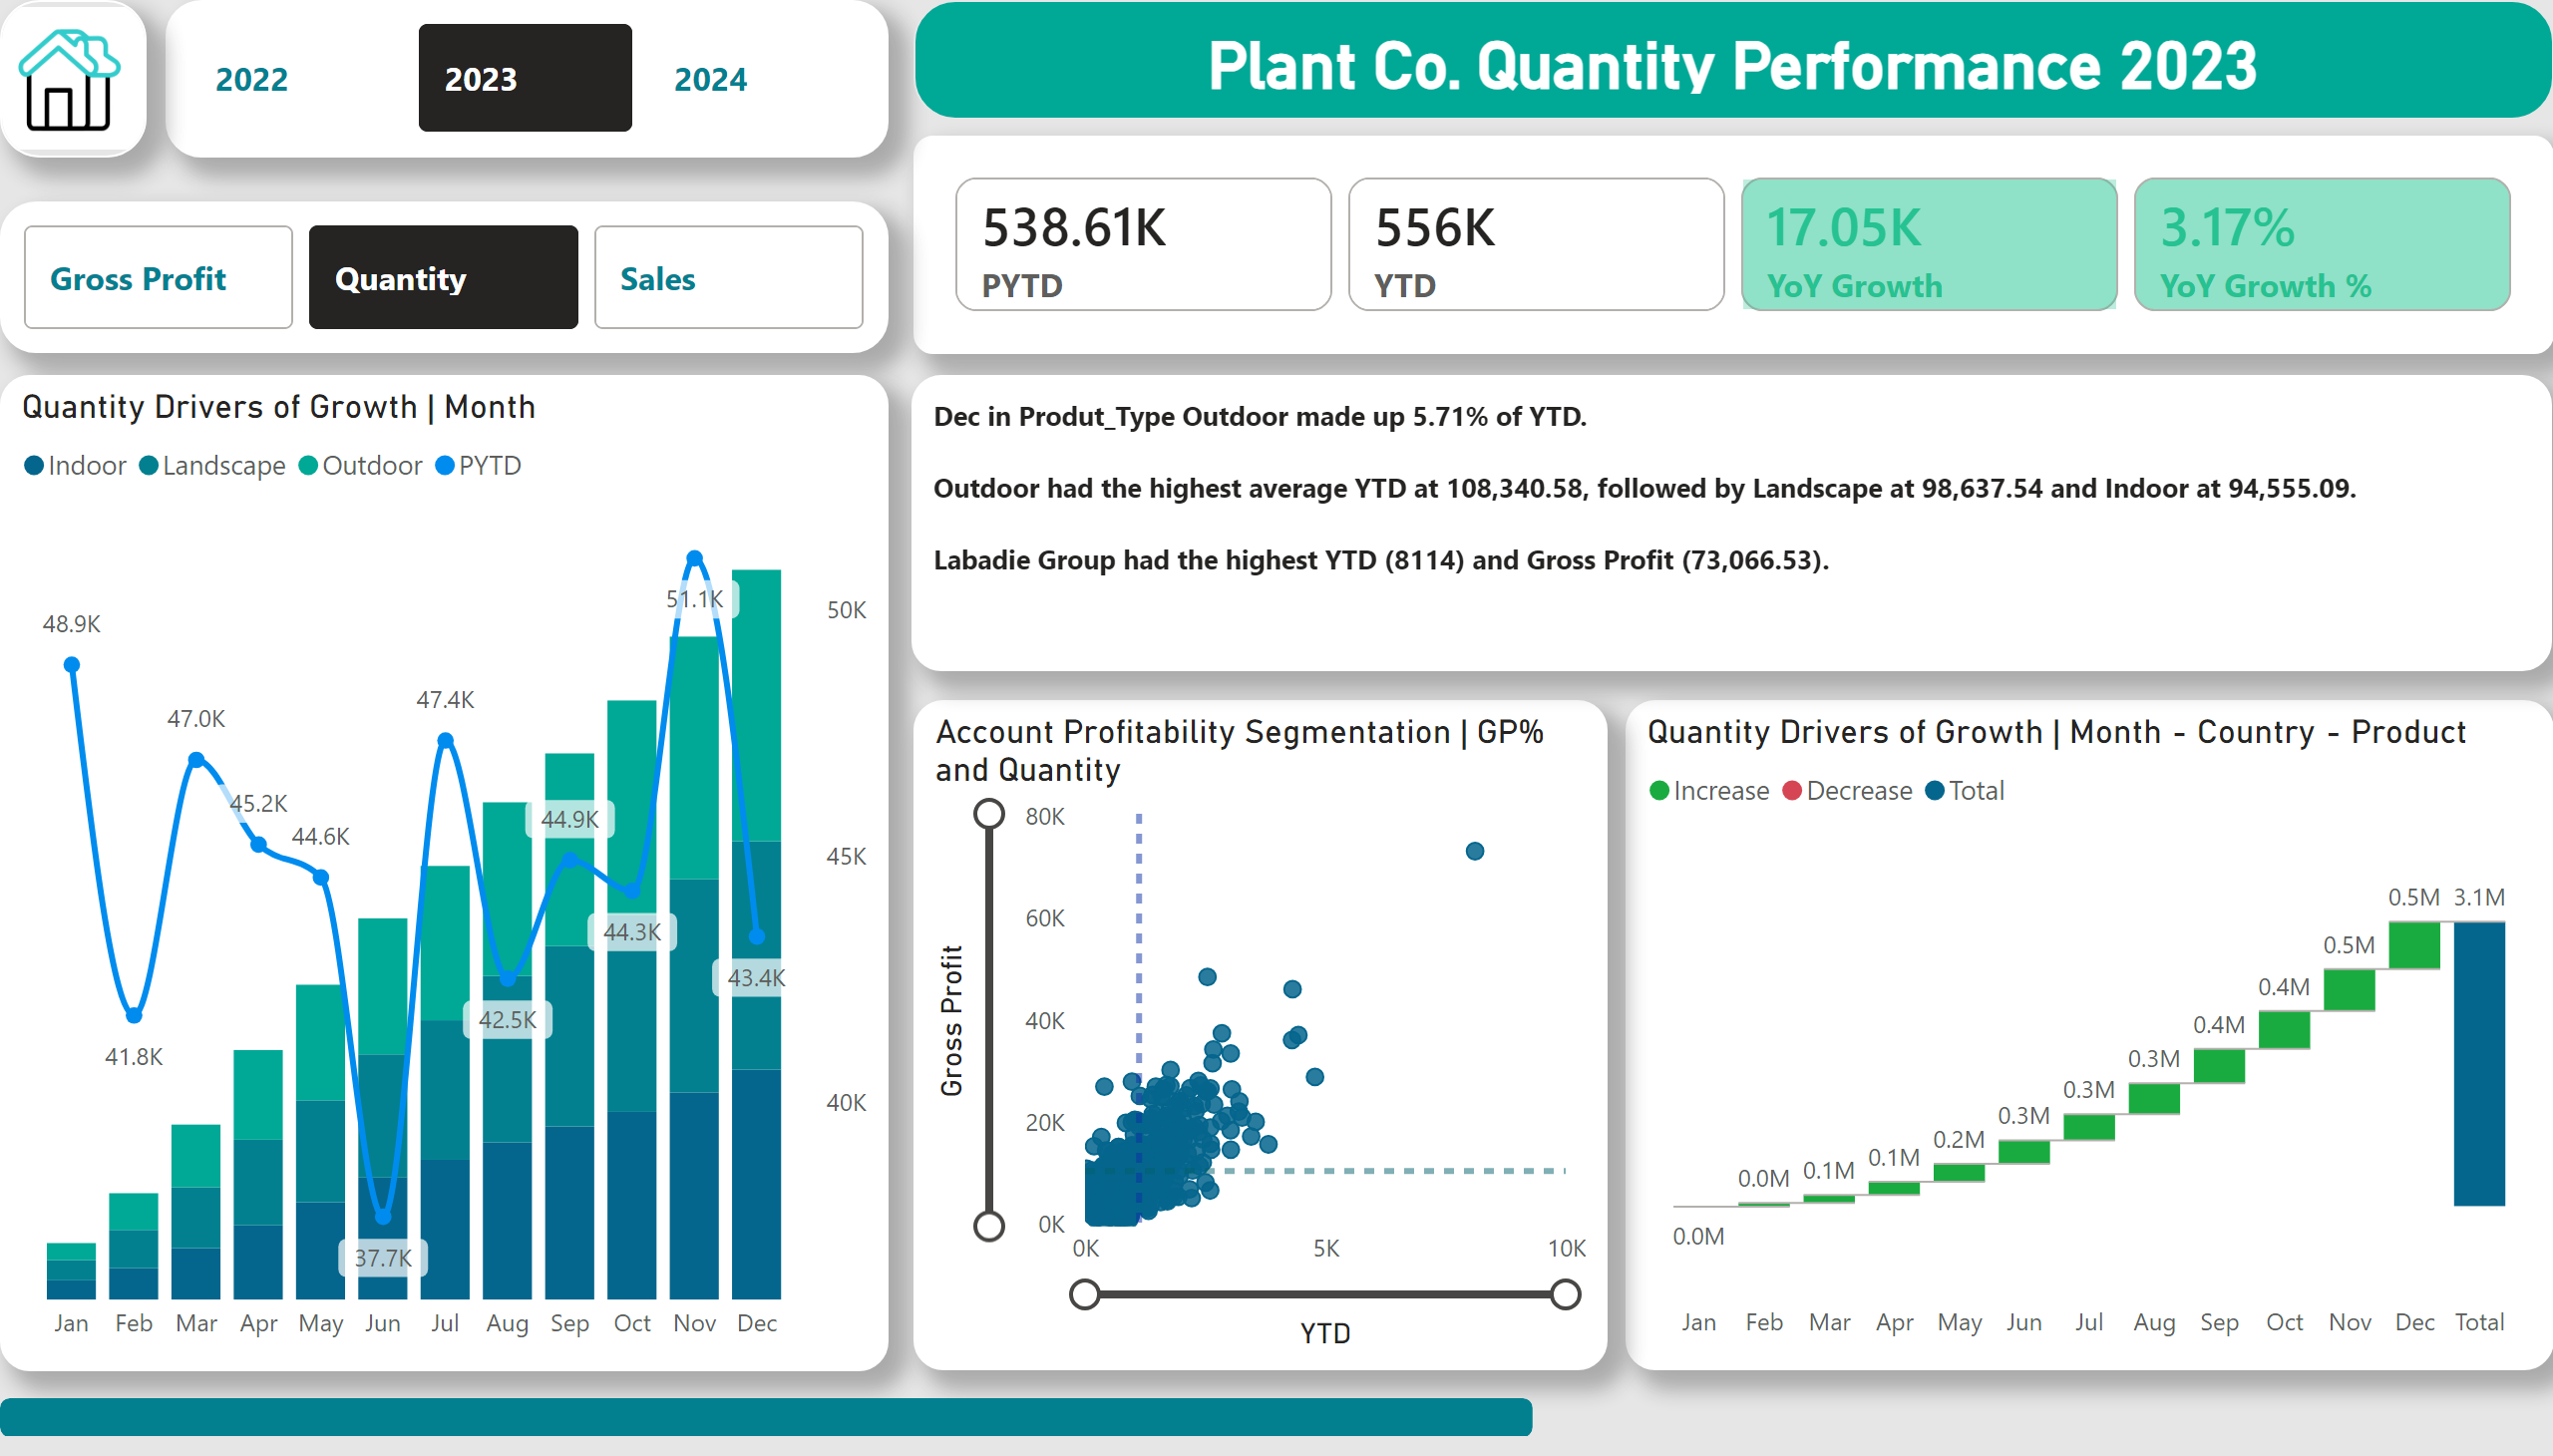 2022
2023
2024
Plant Co. Quantity Performance 2023
Gross Profit
Quantity
Sales
538.61K
PYTD
556K
YTD
17.05K
YoY Growth
3.17%
YoY Growth %
Quantity Drivers of Growth | Month
Indoor Landscape Outdoor PYTD
48.9K
41.8K
47.0K
45.2K
44.6K
37.7K
47.4K
42.5K
44.9K
44.3K
51.1K
43.4K
50K
45K
40K
Jan Feb Mar Apr May Jun Jul Aug Sep Oct Nov Dec
Dec in Produt_Type Outdoor made up 5.71% of YTD.
Outdoor had the highest average YTD at 108,340.58, followed by Landscape at 98,637.54 and Indoor at 94,555.09.
Labadie Group had the highest YTD (8114) and Gross Profit (73,066.53).
Account Profitability Segmentation | GP%
and Quantity
Gross Profit
80K
60K
40K
20K
0K
0K 5K 10K
YTD
Quantity Drivers of Growth | Month - Country - Product
Increase Decrease Total
0.0M
0.0M
0.1M
0.1M
0.2M
0.3M
0.3M
0.3M
0.4M
0.4M
0.5M
0.5M
3.1M
Jan Feb Mar Apr May Jun Jul Aug Sep Oct Nov Dec Total